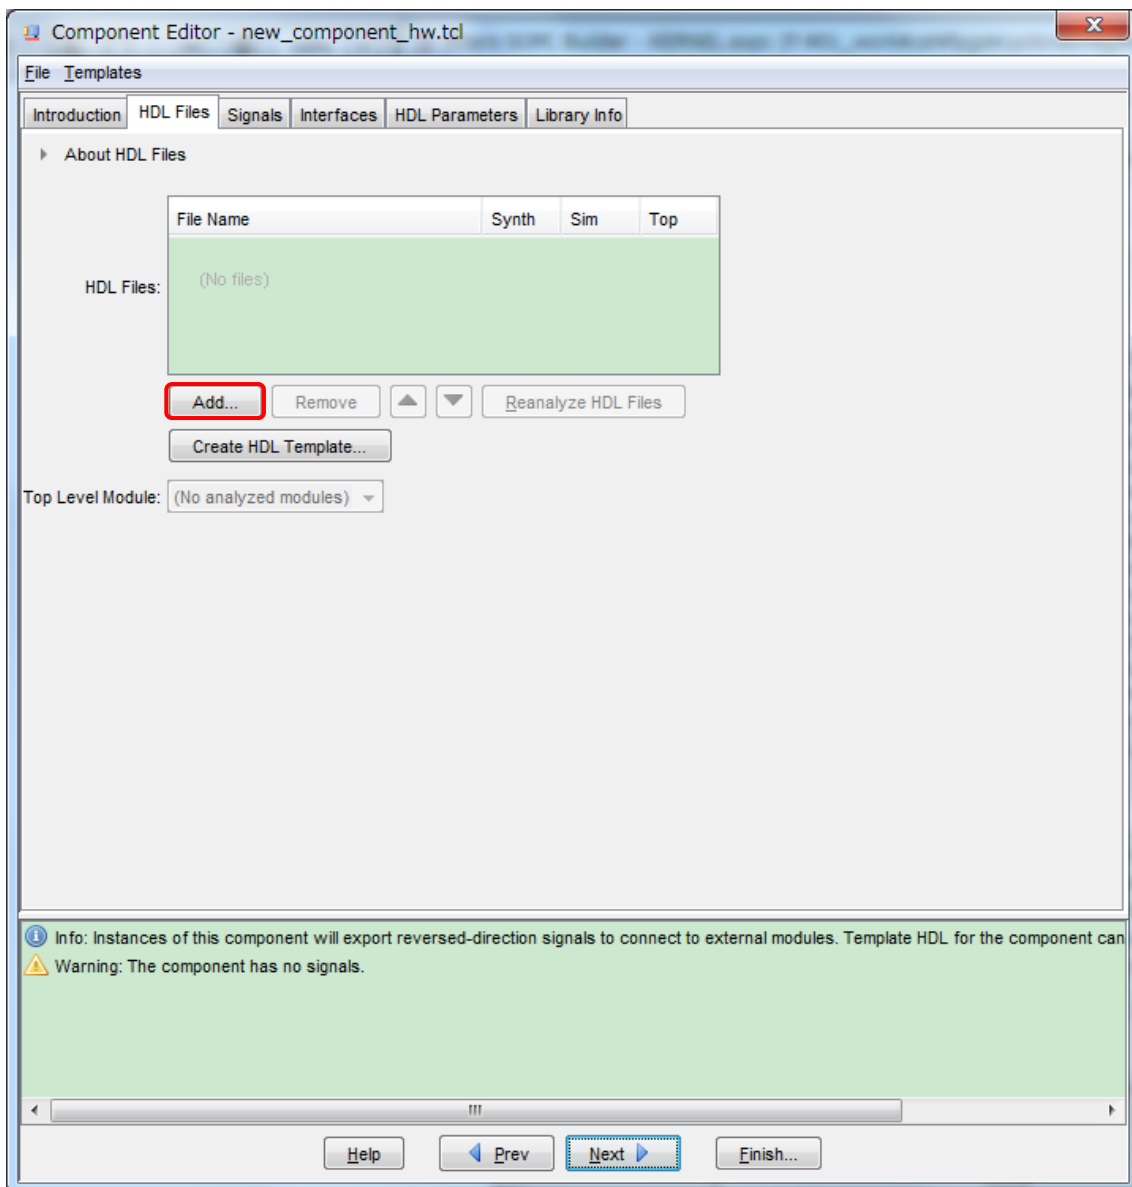 Component Editor - new_component_hw.tcl
File Templates
Introduction HDL Files Signals Interfaces HDL Parameters Library Info
About HDL Files
File Name Synth Sim Top
(No files)
HDL Files:
Add... Remove Reanalyze HDL Files
Create HDL Template...
Top Level Module: (No analyzed modules)
Info: Instances of this component will export reversed-direction signals to connect to external modules. Template HDL for the component can
Warning: The component has no signals.
Help Prev Next Finish...